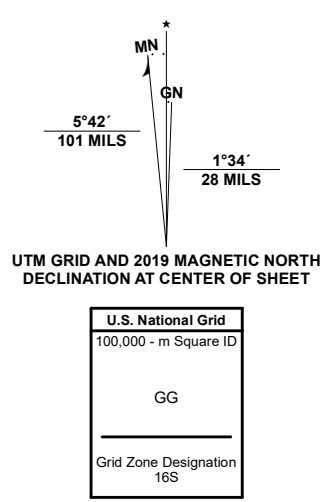 MN
GN
5°42´
101 MILS
1°34´
28 MILS
UTM GRID AND 2019 MAGNETIC NORTH
DECLINATION AT CENTER OF SHEET
U.S. National Grid
100,000 - m Square ID
GG
Grid Zone Designation
16S